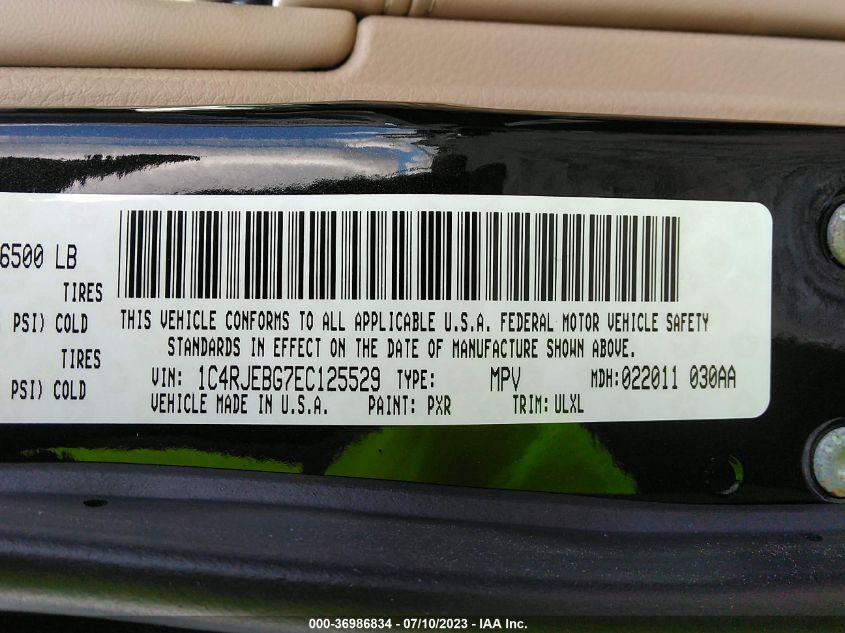 6500 LB
TIRES
PSI) COLD
THIS VEHICLE CONFORMS TO ALL APPLICABLE U.S.A. FEDERAL MOTOR VEHICLE SAFETY
STANDARDS IN EFFECT ON THE DATE OF MANUFACTURE SHOWN ABOVE.
TIRES
PSI) COLD
VIN: 1C4RJEBG7EC125529 TYPE: MPV MDH:022011 030AA
VEHICLE MADE IN U.S.A. PAINT: PXR TRIM: ULXL
000-36986834 - 07/10/2023 - IAA Inc.